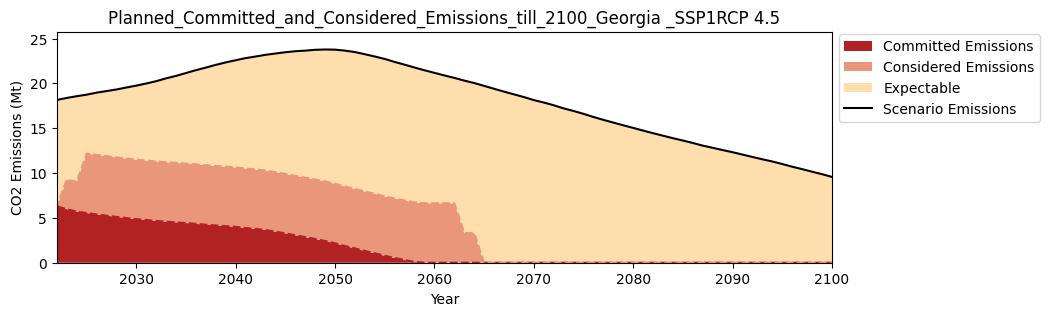 Planned_Committed_and_Considered_Emissions_till_2100_Georgia _SSP1RCP 4.5
25
20
15
10
5
0
CO2 Emissions (Mt)
2030 2040 2050 2060 2070 2080 2090 2100
Year
Committed Emissions
Considered Emissions
Expectable
Scenario Emissions